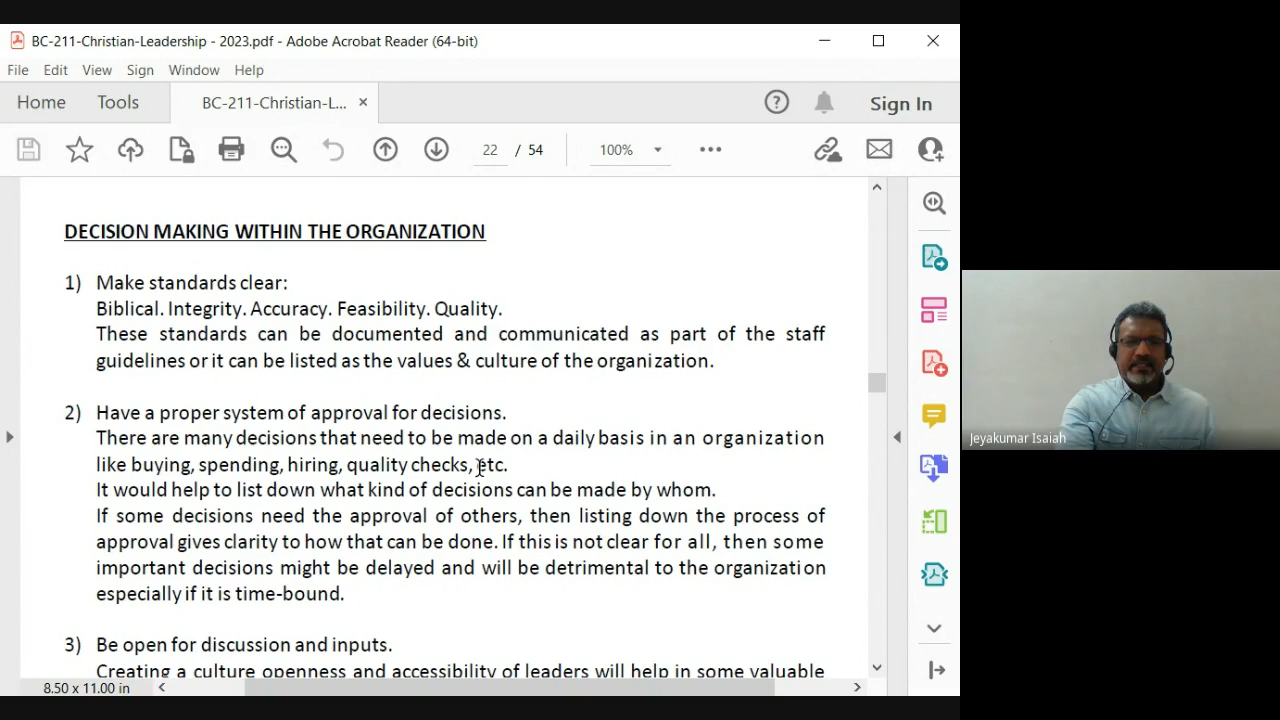 BC-211-Christian-Leadership - 2023.pdf - Adobe Acrobat Reader (64-bit)
File Edit View Sign Window Help
Home Tools BC-211-Christian-L... × Sign In
22 / 54 100%
DECISION MAKING WITHIN THE ORGANIZATION
1) Make standards clear:
Biblical. Integrity. Accuracy. Feasibility. Quality.
These standards can be documented and communicated as part of the staff
guidelines or it can be listed as the values & culture of the organization.
2) Have a proper system of approval for decisions.
There are many decisions that need to be made on a daily basis in an organization
like buying, spending, hiring, quality checks, etc.
It would help to list down what kind of decisions can be made by whom.
If some decisions need the approval of others, then listing down the process of
approval gives clarity to how that can be done. If this is not clear for all, then some
important decisions might be delayed and will be detrimental to the organization
especially if it is time-bound.
3) Be open for discussion and inputs.
Creating a culture openness and accessibility of leaders will help in some valuable
8.50 x 11.00 in
Jeyakumar Isaiah